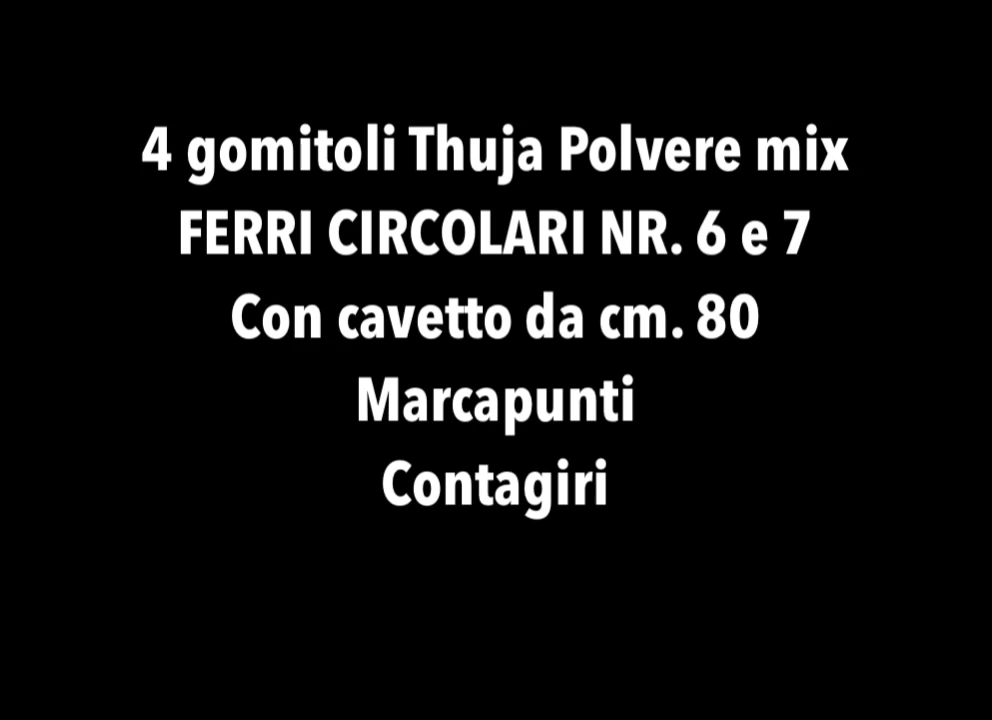 4 gomitoli Thuja Polvere mix
FERRI CIRCOLARI NR. 6 e 7
Con cavetto da cm. 80
Marcapunti
Contagiri